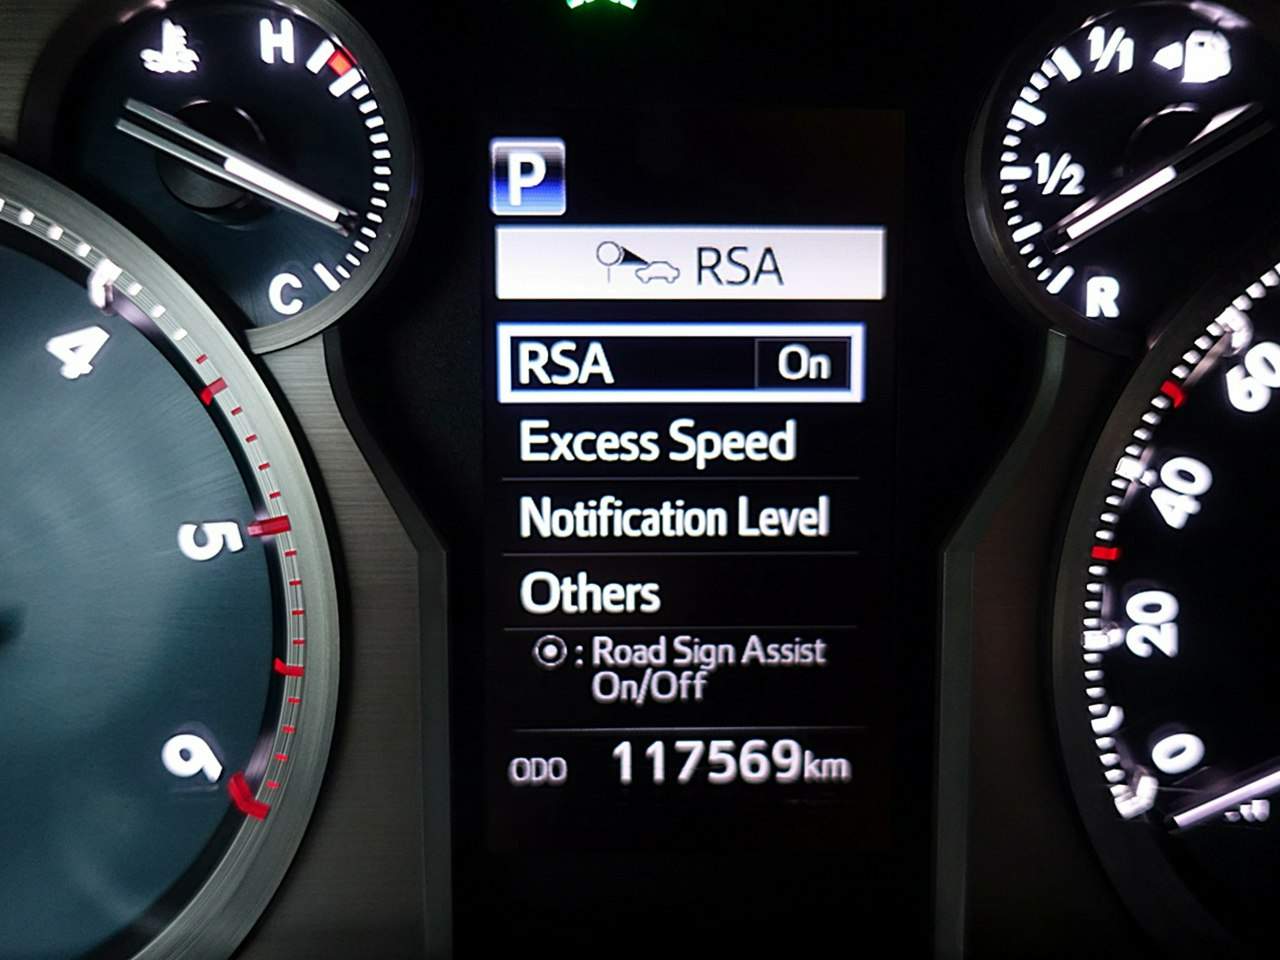 H
C
1/1
1/2
R
P
RSA
RSA On
Excess Speed
Notification Level
Others
: Road Sign Assist
On/Off
ODO 117569km
4
5
6
60
40
20
0